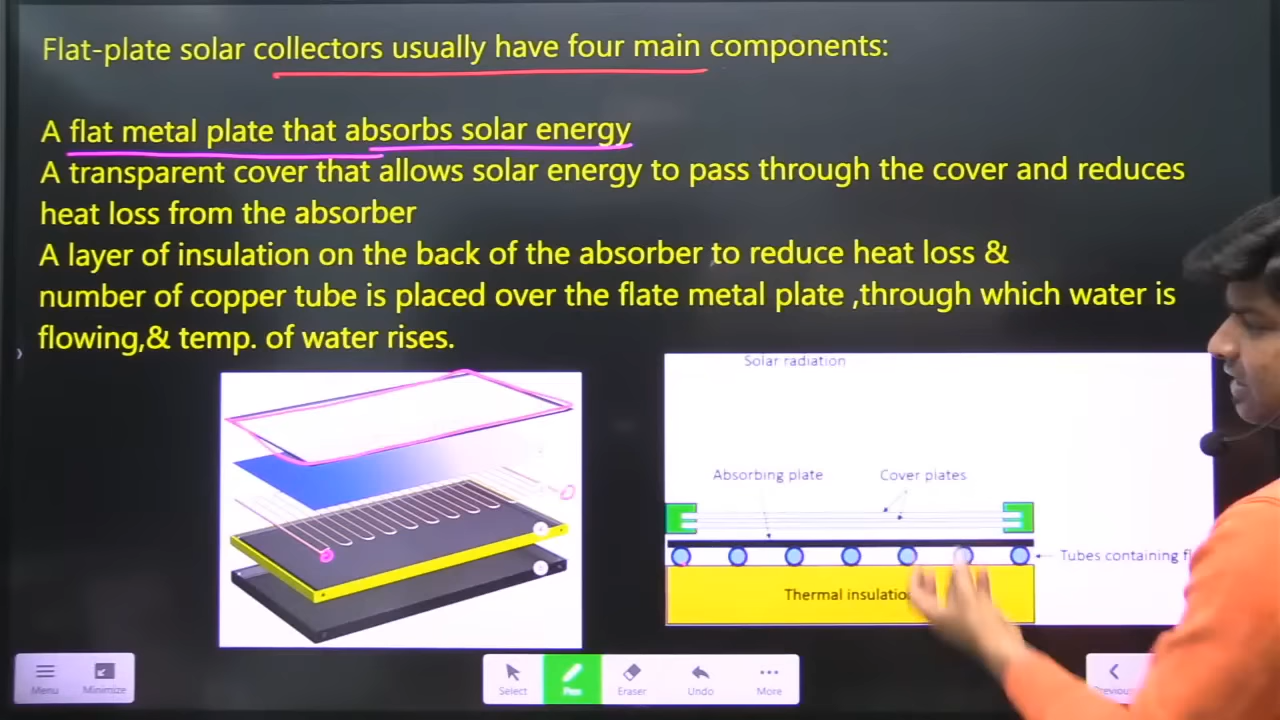 Flat-plate solar collectors usually have four main components:
A flat metal plate that absorbs solar energy
A transparent cover that allows solar energy to pass through the cover and reduces
heat loss from the absorber
A layer of insulation on the back of the absorber to reduce heat loss &
number of copper tube is placed over the flate metal plate ,through which water is
flowing,& temp. of water rises.
Solar radiation
Absorbing plate
Cover plates
Tubes containing
Thermal
Menu
Minimize
Select
Pen
Eraser
Undo
More